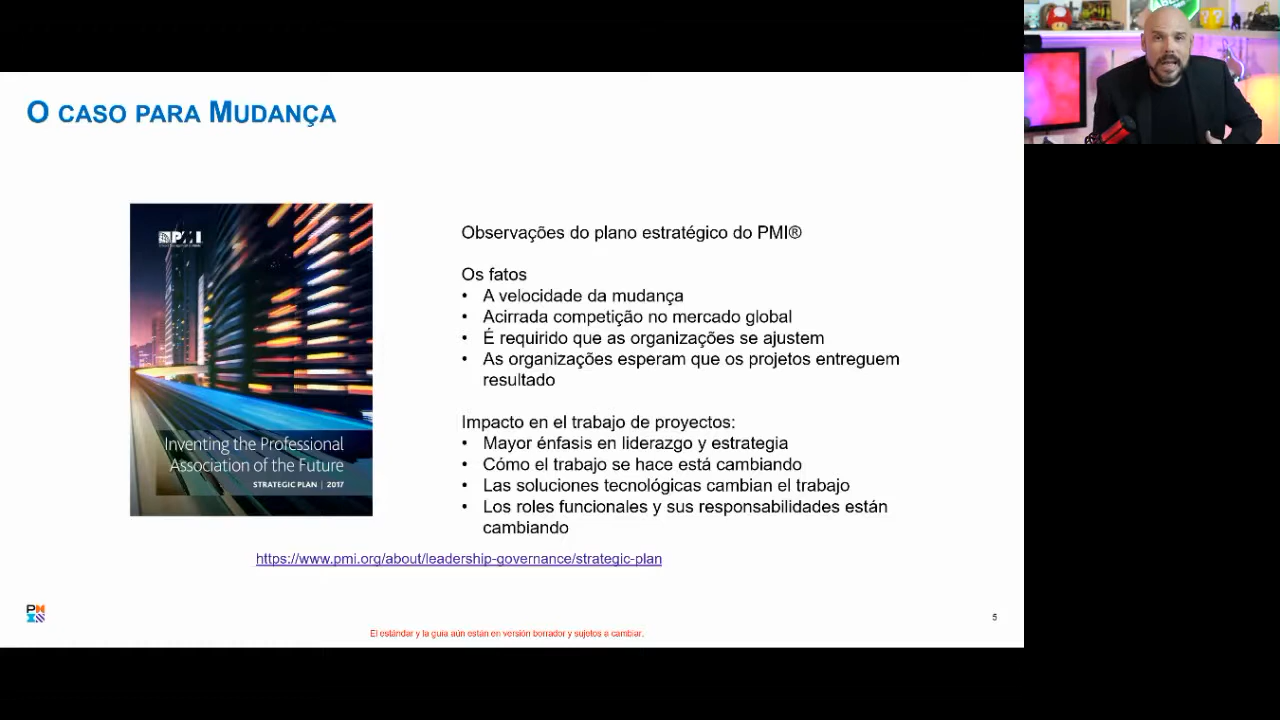 O CASO PARA MUDANÇA
PMI
Inventing the Professional
Association of the Future
STRATEGIC PLAN | 2017
Observações do plano estratégico do PMI®
Os fatos
• A velocidade da mudança
• Acirrada competição no mercado global
• É requirido que as organizações se ajustem
• As organizações esperam que os projetos entreguem
resultado
Impacto en el trabajo de proyectos:
• Mayor énfasis en liderazgo y estrategia
• Cómo el trabajo se hace está cambiando
• Las soluciones tecnológicas cambian el trabajo
• Los roles funcionales y sus responsabilidades están
cambiando
https://www.pmi.org/about/leadership-governance/strategic-plan
5
El estándar y la guía aún están en versión borrador y sujetos a cambiar.